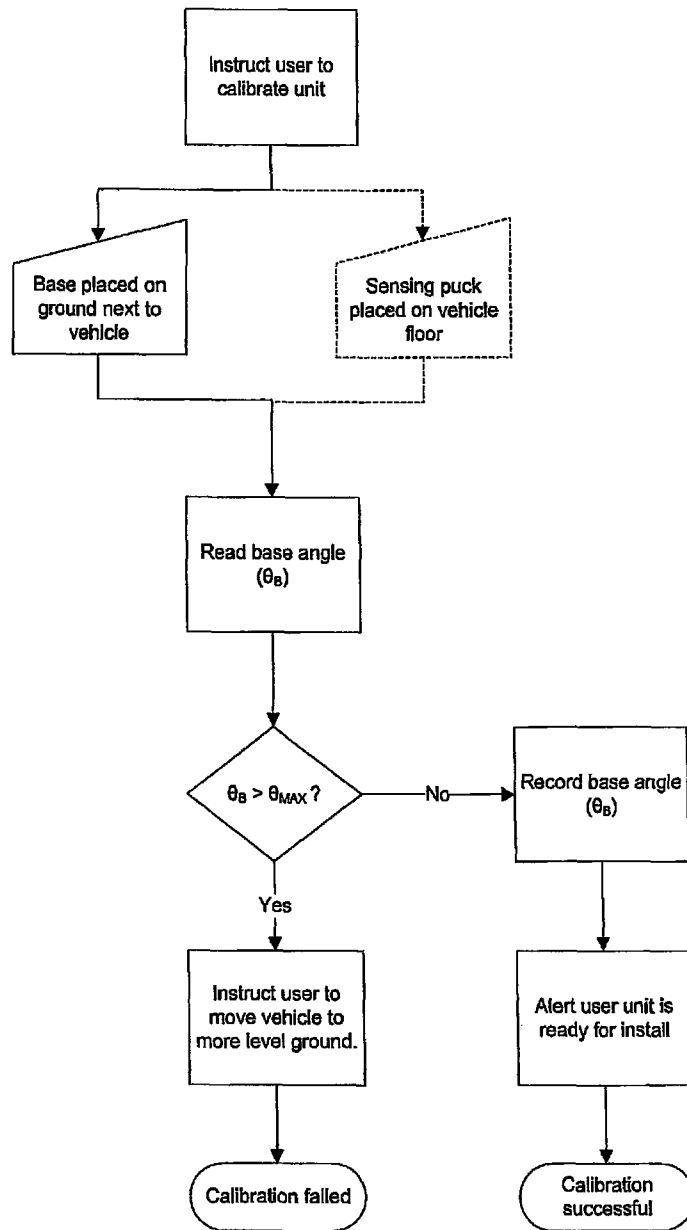 Instruct user to
calibrate unit
Base placed on
ground next to
vehicle
Sensing puck
placed on vehicle
floor
Read base angle
(θB)
θB > θMAX ?
No
Record base angle
(θB)
Yes
Instruct user to
move vehicle to
more level ground.
Alert user unit is
ready for install
Calibration failed
Calibration
successful